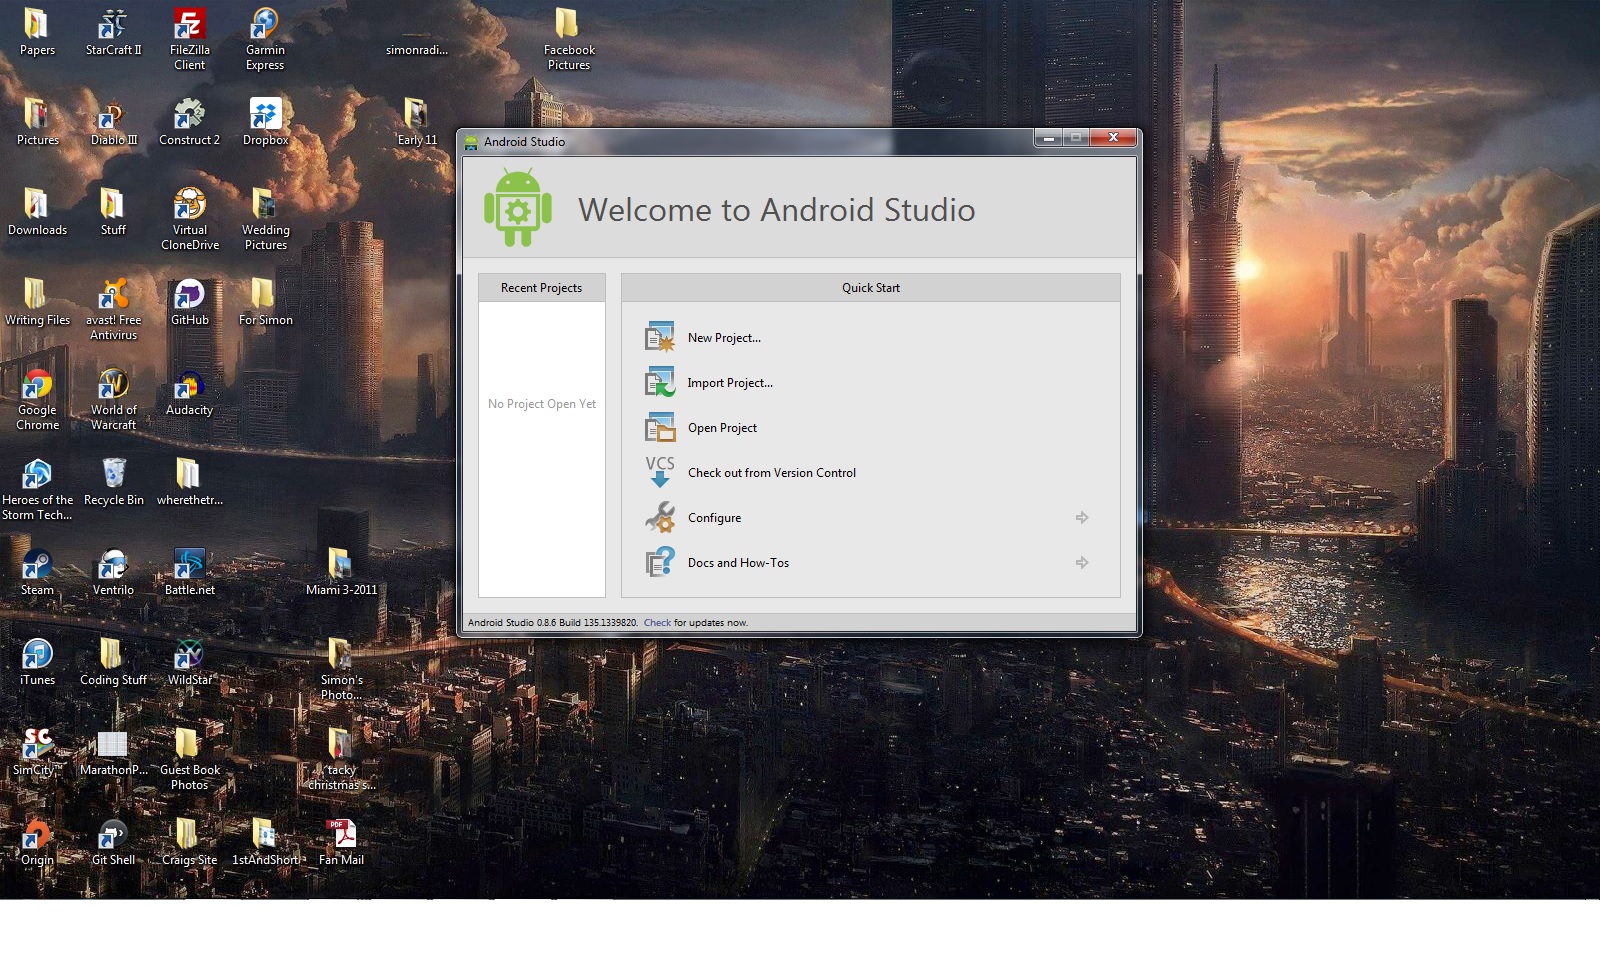 Papers
StarCraft II
FileZilla
Client
Garmin
Express
simonradi...
Facebook
Pictures
Pictures
Diablo III
Construct 2
Dropbox
Early 11
Downloads
Stuff
Virtual
CloneDrive
Wedding
Pictures
Writing Files
avast! Free
Antivirus
GitHub
For Simon
Google
Chrome
World of
Warcraft
Audacity
Heroes of the
Storm Tech...
Recycle Bin
wherethetr...
Steam
Ventrilo
Battle.net
Miami 3-2011
iTunes
Coding Stuff
WildStar
Simon's
Photo...
SC
SimCity™
MarathonP...
Guest Book
Photos
tacky
christmas s...
Origin
Git Shell
Craigs Site
1stAndShort
PDF
Fan Mail
Android Studio
Welcome to Android Studio
Recent Projects
No Project Open Yet
Quick Start
New Project...
Import Project...
Open Project
VCS
Check out from Version Control
Configure
Docs and How-Tos
Android Studio 0.8.6 Build 135.1339820. Check for updates now.